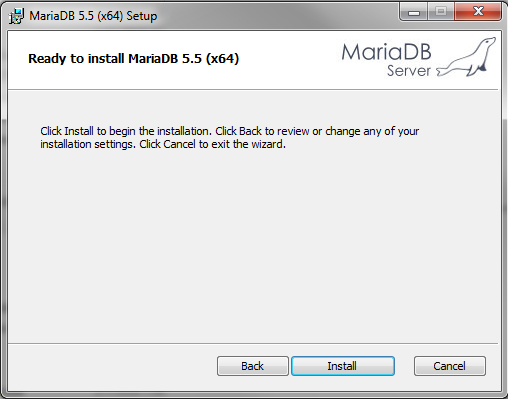 MariaDB 5.5 (x64) Setup
Ready to install MariaDB 5.5 (x64)
MariaDB
Server
Click Install to begin the installation. Click Back to review or change any of your
installation settings. Click Cancel to exit the wizard.
Back
Install
Cancel